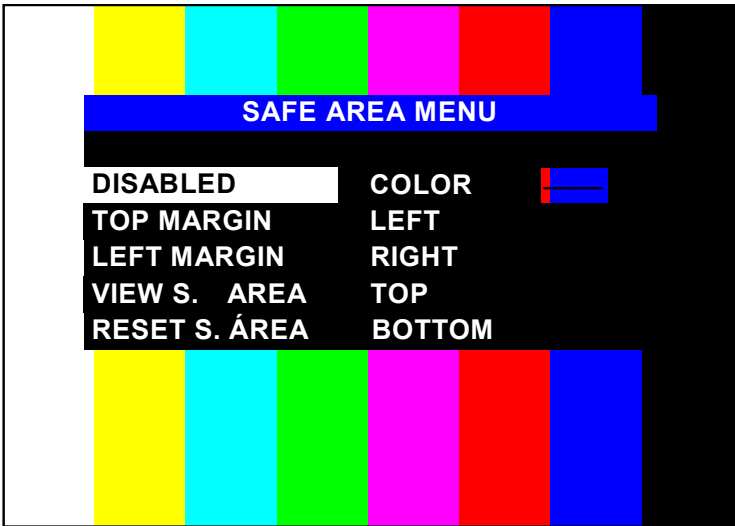 SAFE AREA MENU
DISABLED COLOR
TOP MARGIN LEFT
LEFT MARGIN RIGHT
VIEW S. AREA TOP
RESET S. ÁREA BOTTOM